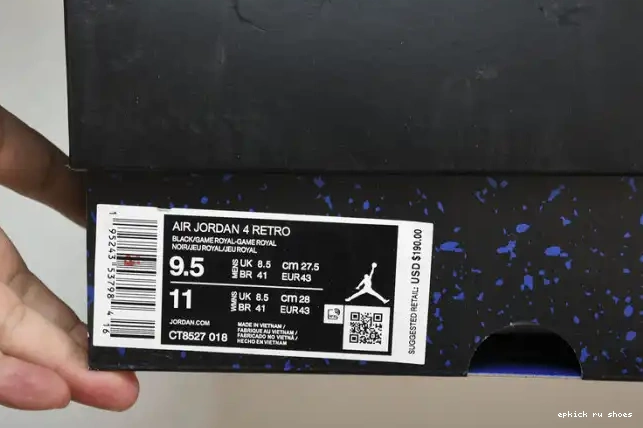 AIR JORDAN 4 RETRO
BLACK/GAME ROYAL-GAME ROYAL
NOIR/JEU ROYAL/JEU ROYAL
9.5 MENS UK 8.5 cm 27.5
BR 41 EUR43
11 WMNS UK 8.5 cm 28
BR 41 EUR43
JORDAN.COM
CT8527 018
MADE IN VIETNAM /
FABRIQUE AU VIETNAM /
FABRICADO NO VIETNÃ /
HECHO EN VIETNAM
SUGGESTED RETAIL: USD $190.00
1 95243 53798 4 16
epkick ru shoes